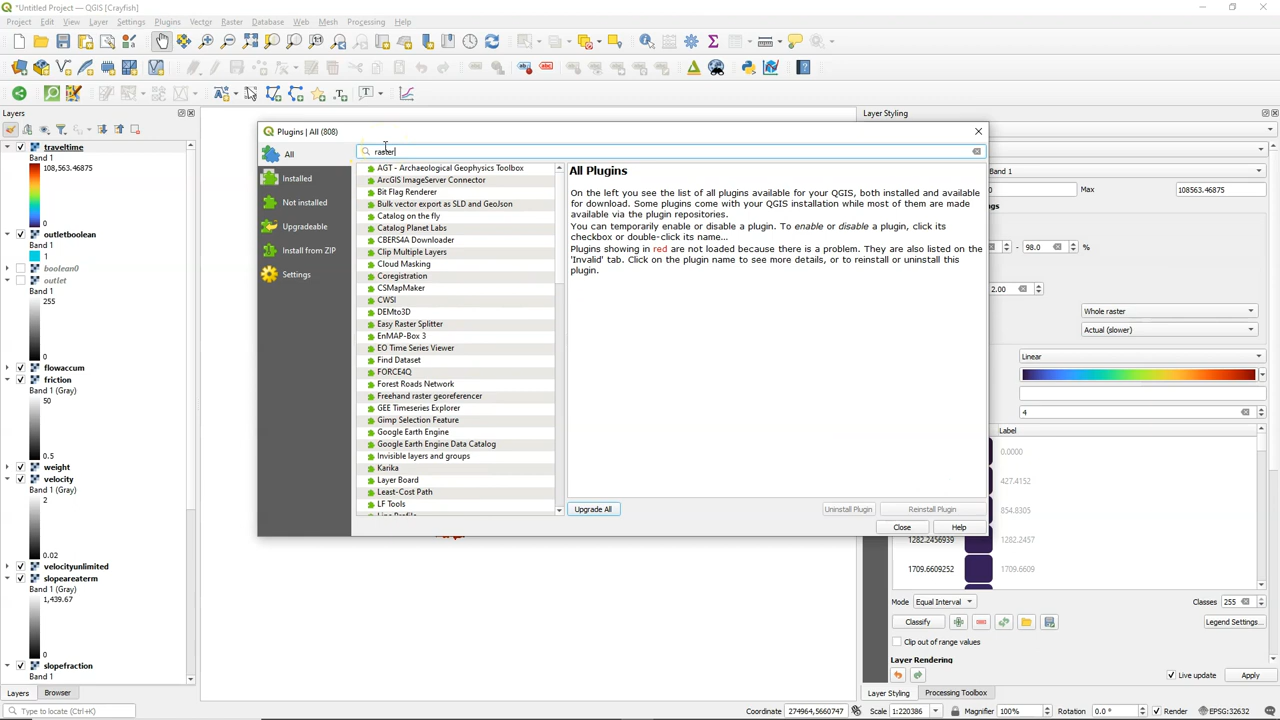 *Untitled Project — QGIS [Crayfish]
Project Edit View Layer Settings Plugins Vector Raster Database Web Mesh Processing Help
Layers
traveltime
Band 1
108,563.46875
0
outletboolean
1
boolean0
outlet
Band 1
255
0
flowaccum
friction
Band 1 (Gray)
50
0.5
weight
velocity
Band 1 (Gray)
2
0.02
velocityunlimited
slopeareaterm
Band 1 (Gray)
1,439.67
0
slopefraction
Band 1
Layers Browser
Plugins | All (808)
All
Installed
Not installed
Upgradeable
Install from ZIP
Settings
raster
AGT - Archaeological Geophysics Toolbox
ArcGIS ImageServer Connector
Bit Flag Renderer
Bulk vector export as SLD and GeoJson
Catalog on the fly
Catalog Planet Labs
CBERS4A Downloader
Clip Multiple Layers
Cloud Masking
Coregistration
CSMapMaker
CWSI
DEMto3D
Easy Raster Splitter
EnMAP-Box 3
EO Time Series Viewer
Find Dataset
FORCE4Q
Forest Roads Network
Freehand raster georeferencer
GEE Timeseries Explorer
Gimp Selection Feature
Google Earth Engine
Google Earth Engine Data Catalog
Invisible layers and groups
Karika
Layer Board
Least-Cost Path
LF Tools
All Plugins
On the left you see the list of all plugins available for your QGIS, both installed and available
for download. Some plugins come with your QGIS installation while most of them are made
available via the plugin repositories.
You can temporarily enable or disable a plugin. To enable or disable a plugin, click its
checkbox or double-click its name...
Plugins showing in red are not loaded because there is a problem. They are also listed on the
'Invalid' tab. Click on the plugin name to see more details, or to reinstall or uninstall this
plugin.
Upgrade All Uninstall Plugin Reinstall Plugin
Close Help
Layer Styling
Band 1
0 Max 108563.46875
- 98.0 %
2.00
Whole raster
Actual (slower)
Linear
4
Label
0.0000
427.4152
854.8305
1282.2456939 1282.2457
1709.6609252 1709.6609
Mode Equal Interval Classes 255
Classify Legend Settings...
Clip out of range values
Layer Rendering
Live update Apply
Layer Styling Processing Toolbox
Type to locate (Ctrl+K) Coordinate 274964,5660747 Scale 1:220386 Magnifier 100% Rotation 0.0 ° Render EPSG:32632